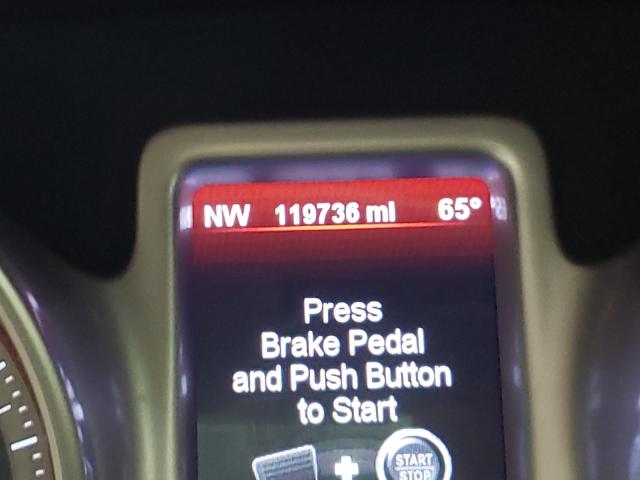 NW 119736 mi 65°
Press
Brake Pedal
and Push Button
to Start
START
STOP